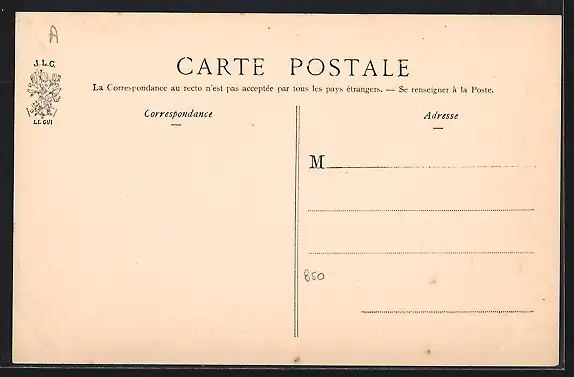 A
J.L.C.
LE GUI
CARTE POSTALE
La Correspondance au recto n'est pas acceptée par tous les pays étrangers. — Se renseigner à la Poste.
Correspondance
Adresse
M
850